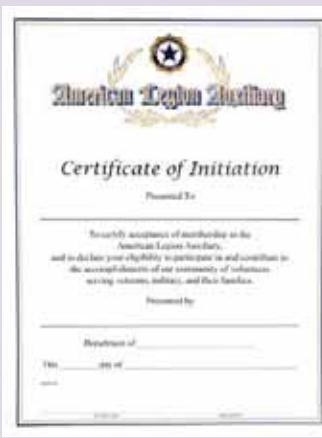 American Legion Auxiliary
Certificate of Initiation
Presented To
To certify acceptance of membership in the
American Legion Auxiliary,
and to declare your eligibility to participate in and contribute to
the accomplishments of our community of volunteers
serving veterans, military, and their families.
Presented by
Department of
This day of